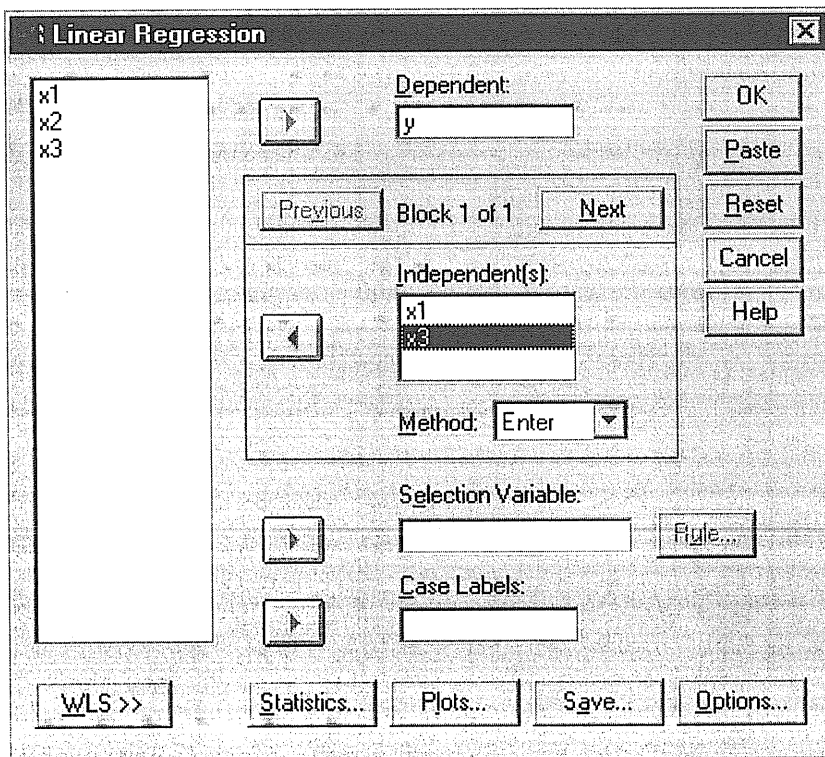 Linear Regression
x1
x2
x3
Dependent:
y
Previous
Block 1 of 1
Next
Independent(s):
x1
x3
Method:
Enter
Selection Variable:
Rule...
Case Labels:
OK
Paste
Reset
Cancel
Help
WLS >>
Statistics...
Plots...
Save...
Options...